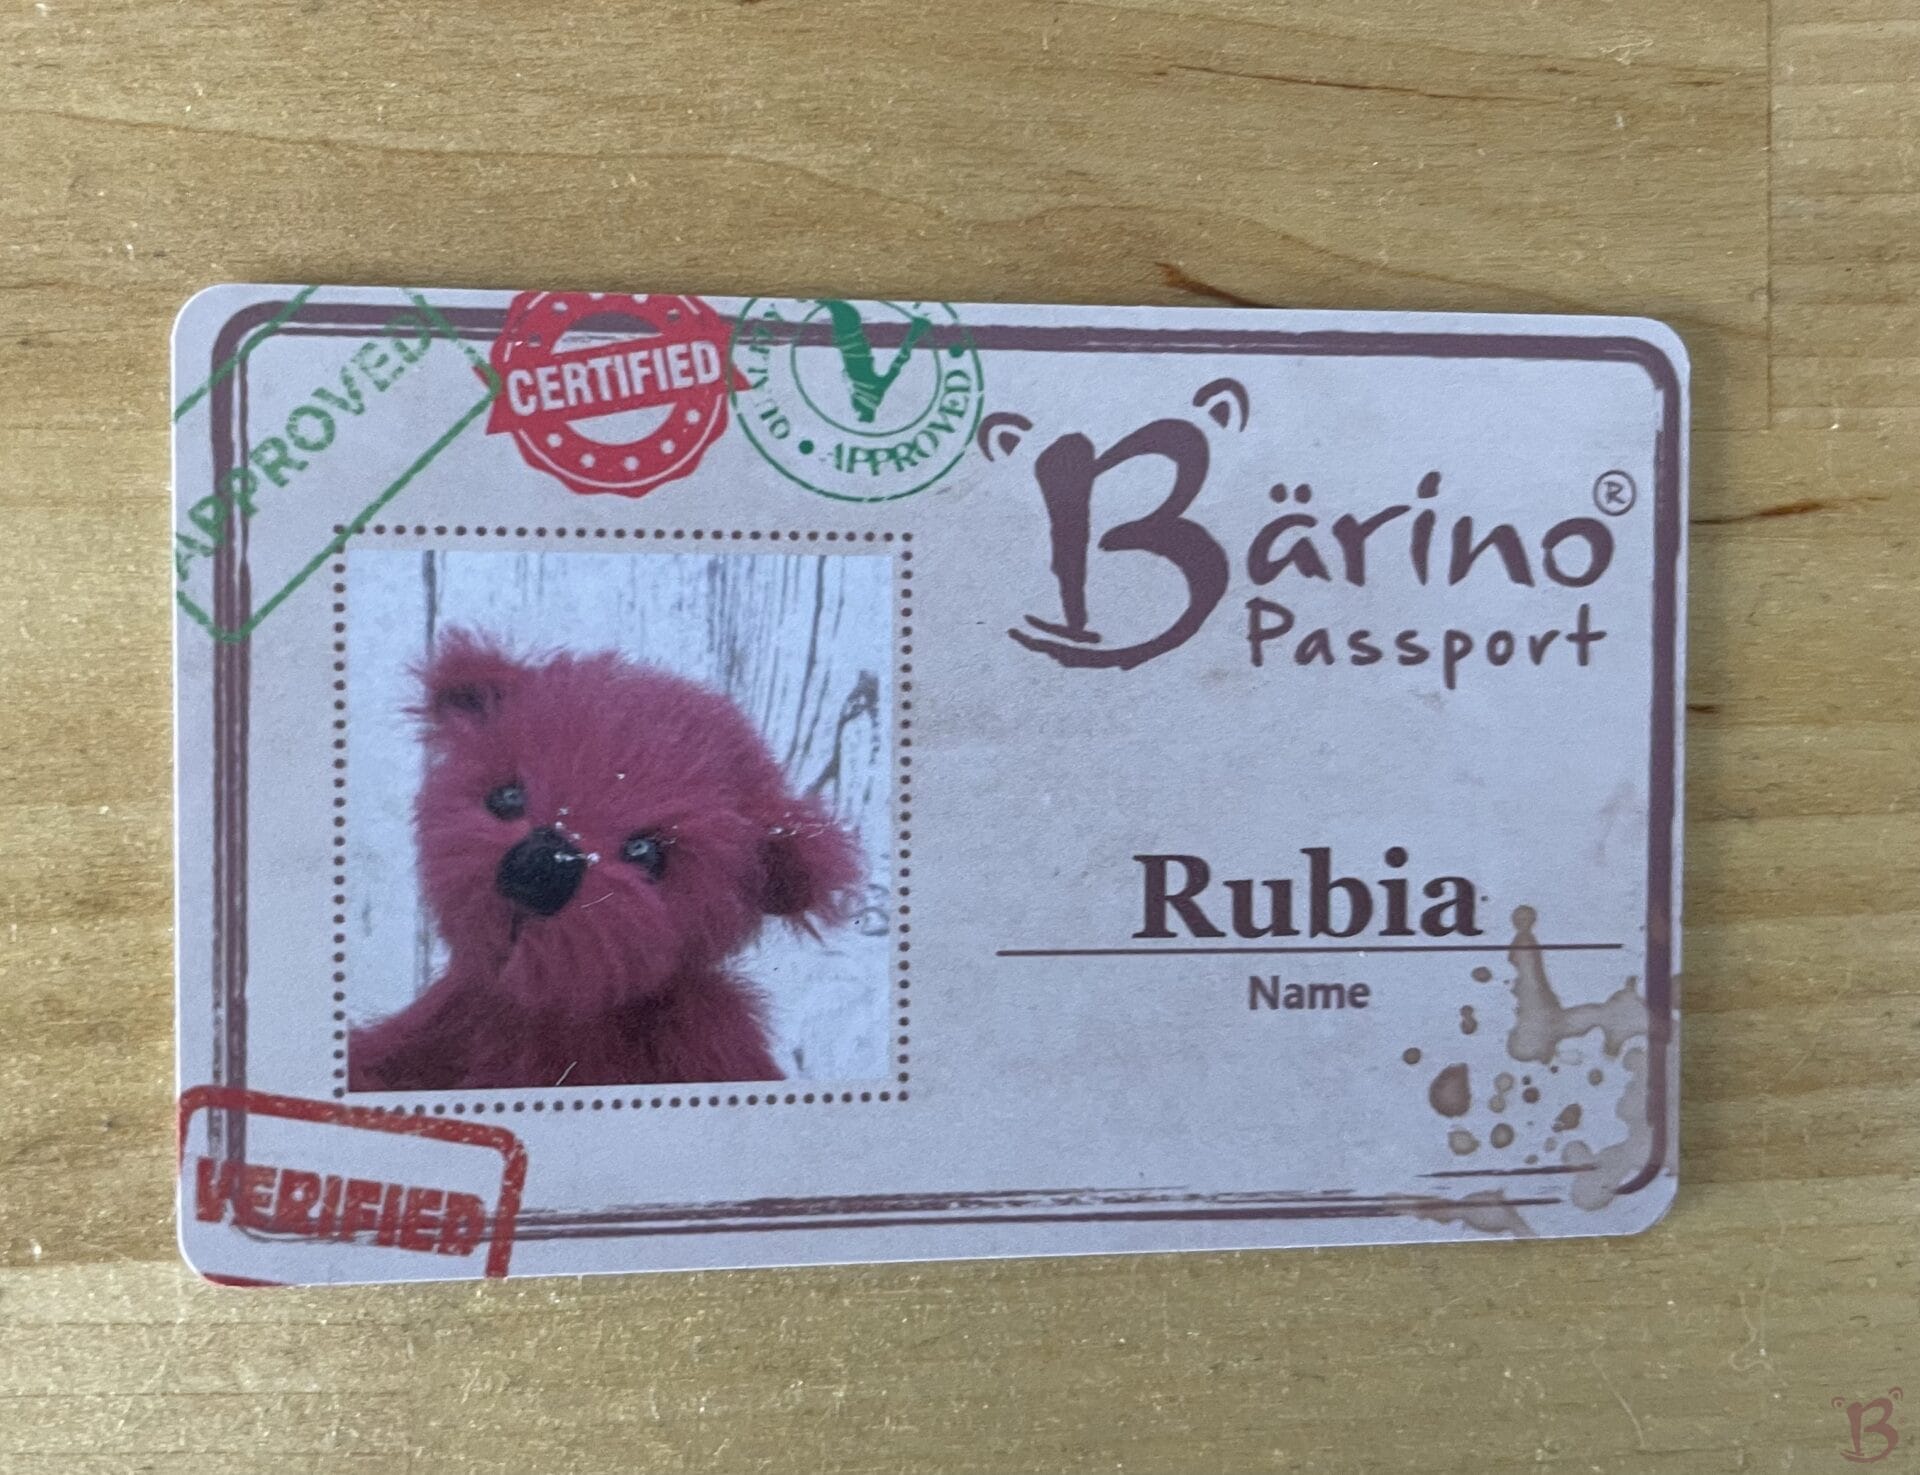 APPROVED
CERTIFIED
QUALITY • APPROVED •
V
Bärino®
Passport
Rubia
Name
VERIFIED
B